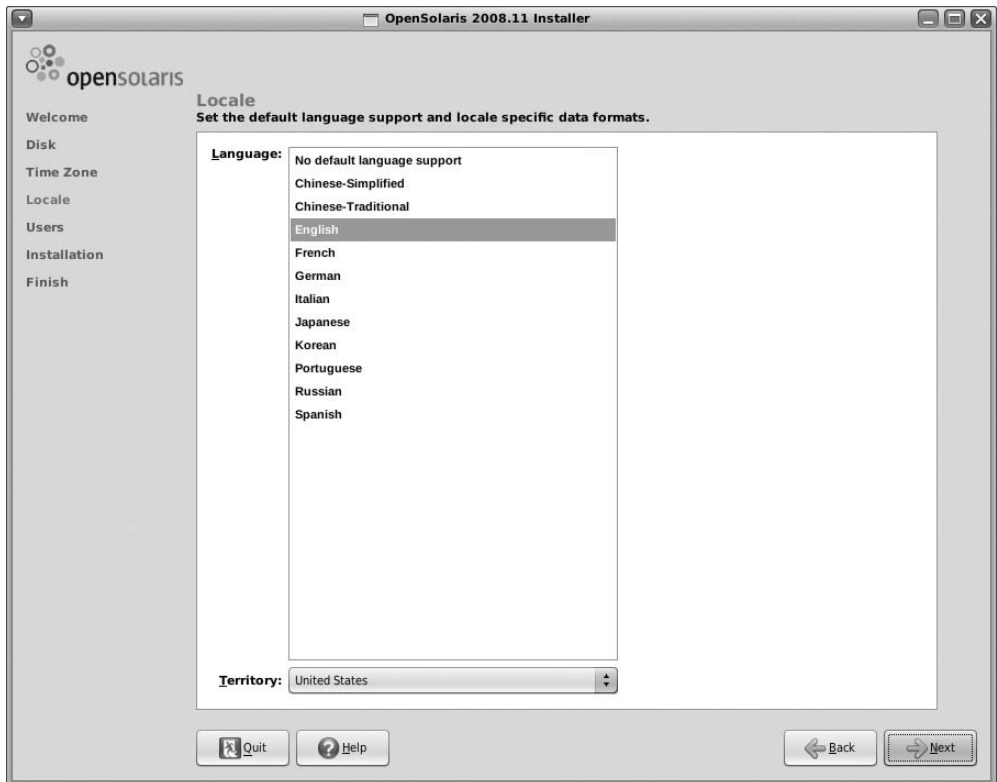 OpenSolaris 2008.11 Installer
opensolaris
Welcome
Disk
Time Zone
Locale
Users
Installation
Finish
Locale
Set the default language support and locale specific data formats.
Language:
No default language support
Chinese-Simplified
Chinese-Traditional
English
French
German
Italian
Japanese
Korean
Portuguese
Russian
Spanish
Territory: United States
Quit Help Back Next